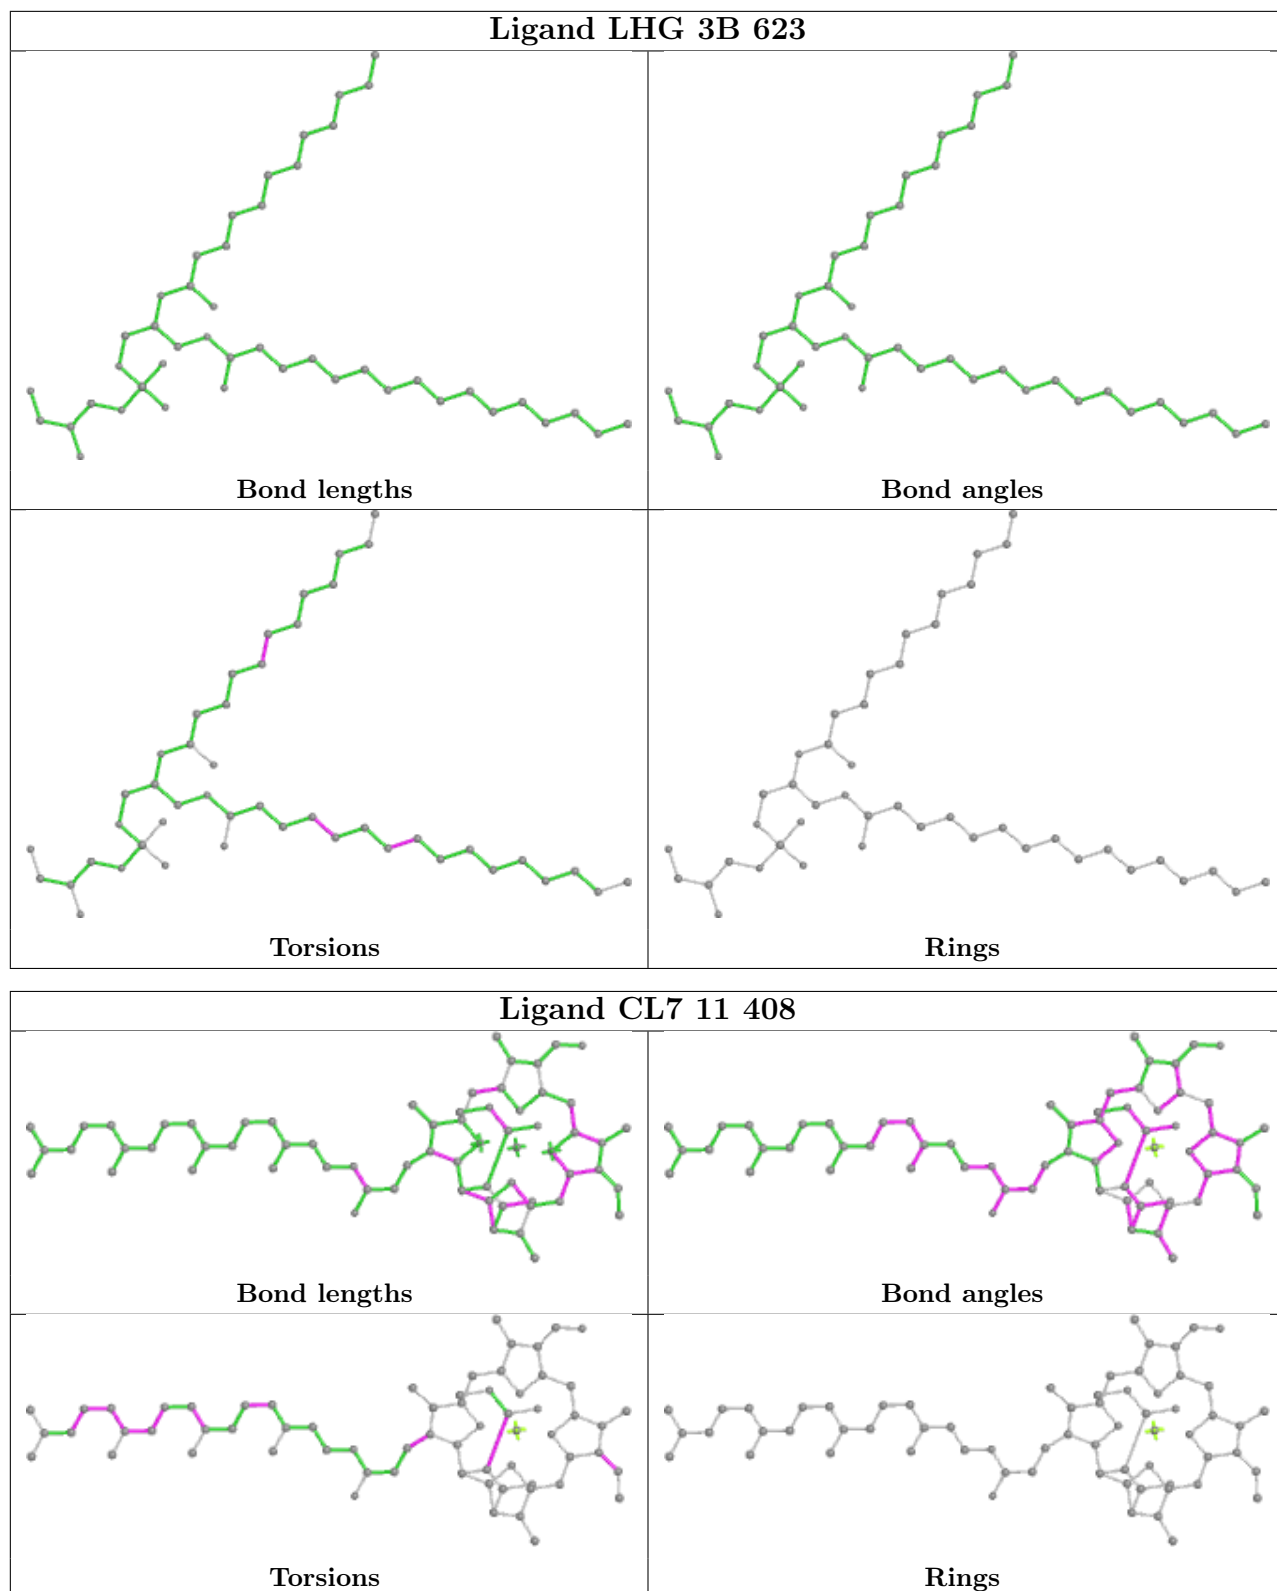 Ligand LHG 3B 623
Bond lengths
Bond angles
Torsions
Rings
Ligand CL7 11 408
Bond lengths
Bond angles
Torsions
Rings